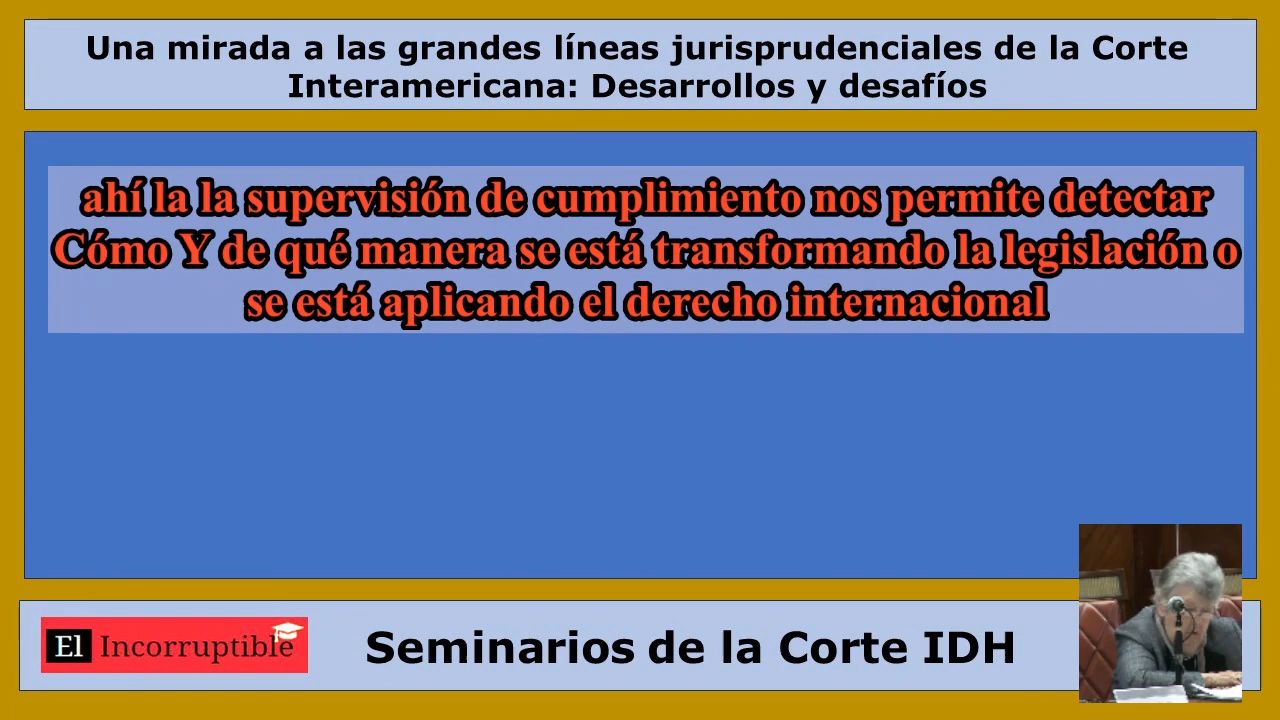 Una mirada a las grandes líneas jurisprudenciales de la Corte
Interamericana: Desarrollos y desafíos
ahí la la supervisión de cumplimiento nos permite detectar
Cómo Y de qué manera se está transformando la legislación o
se está aplicando el derecho internacional
El Incorruptible
Seminarios de la Corte IDH